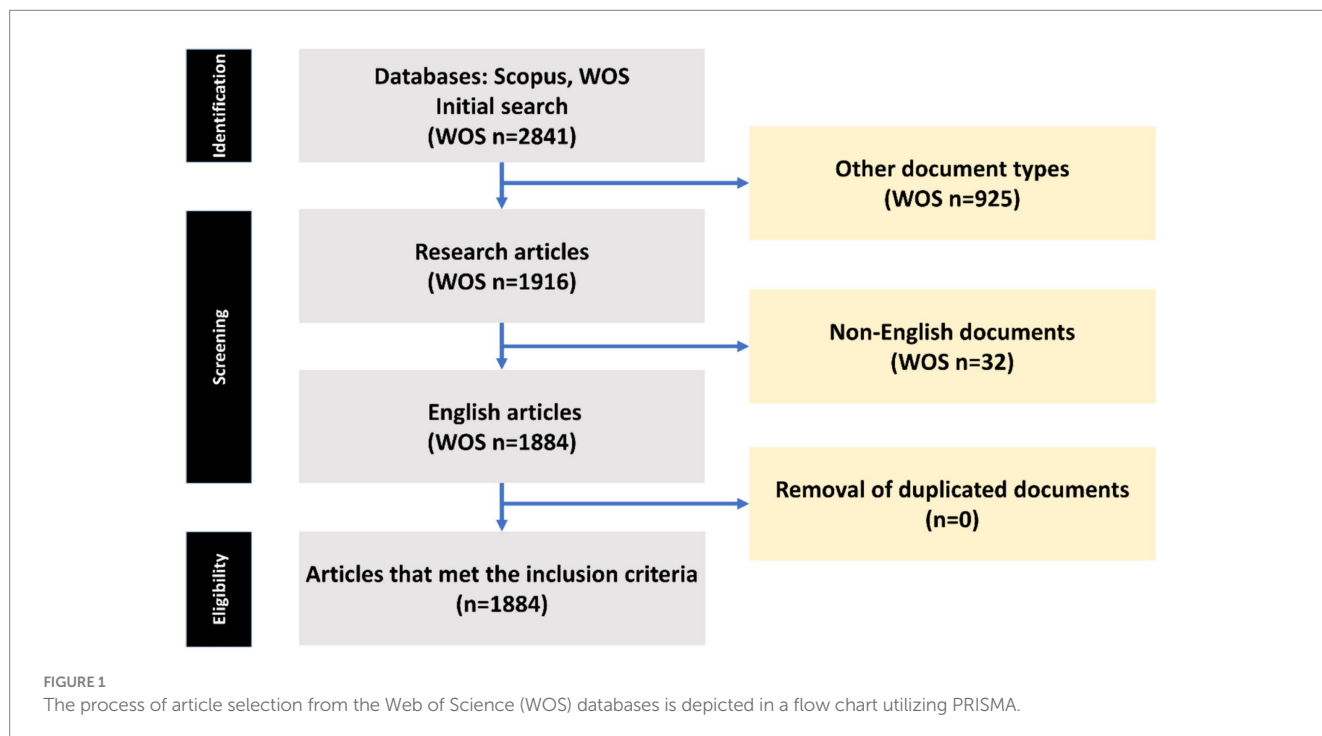 Identification
Databases: Scopus, WOS
Initial search
(WOS n=2841)
Other document types
(WOS n=925)
Screening
Research articles
(WOS n=1916)
Non-English documents
(WOS n=32)
English articles
(WOS n=1884)
Removal of duplicated documents
(n=0)
Eligibility
Articles that met the inclusion criteria
(n=1884)
FIGURE 1
The process of article selection from the Web of Science (WOS) databases is depicted in a flow chart utilizing PRISMA.